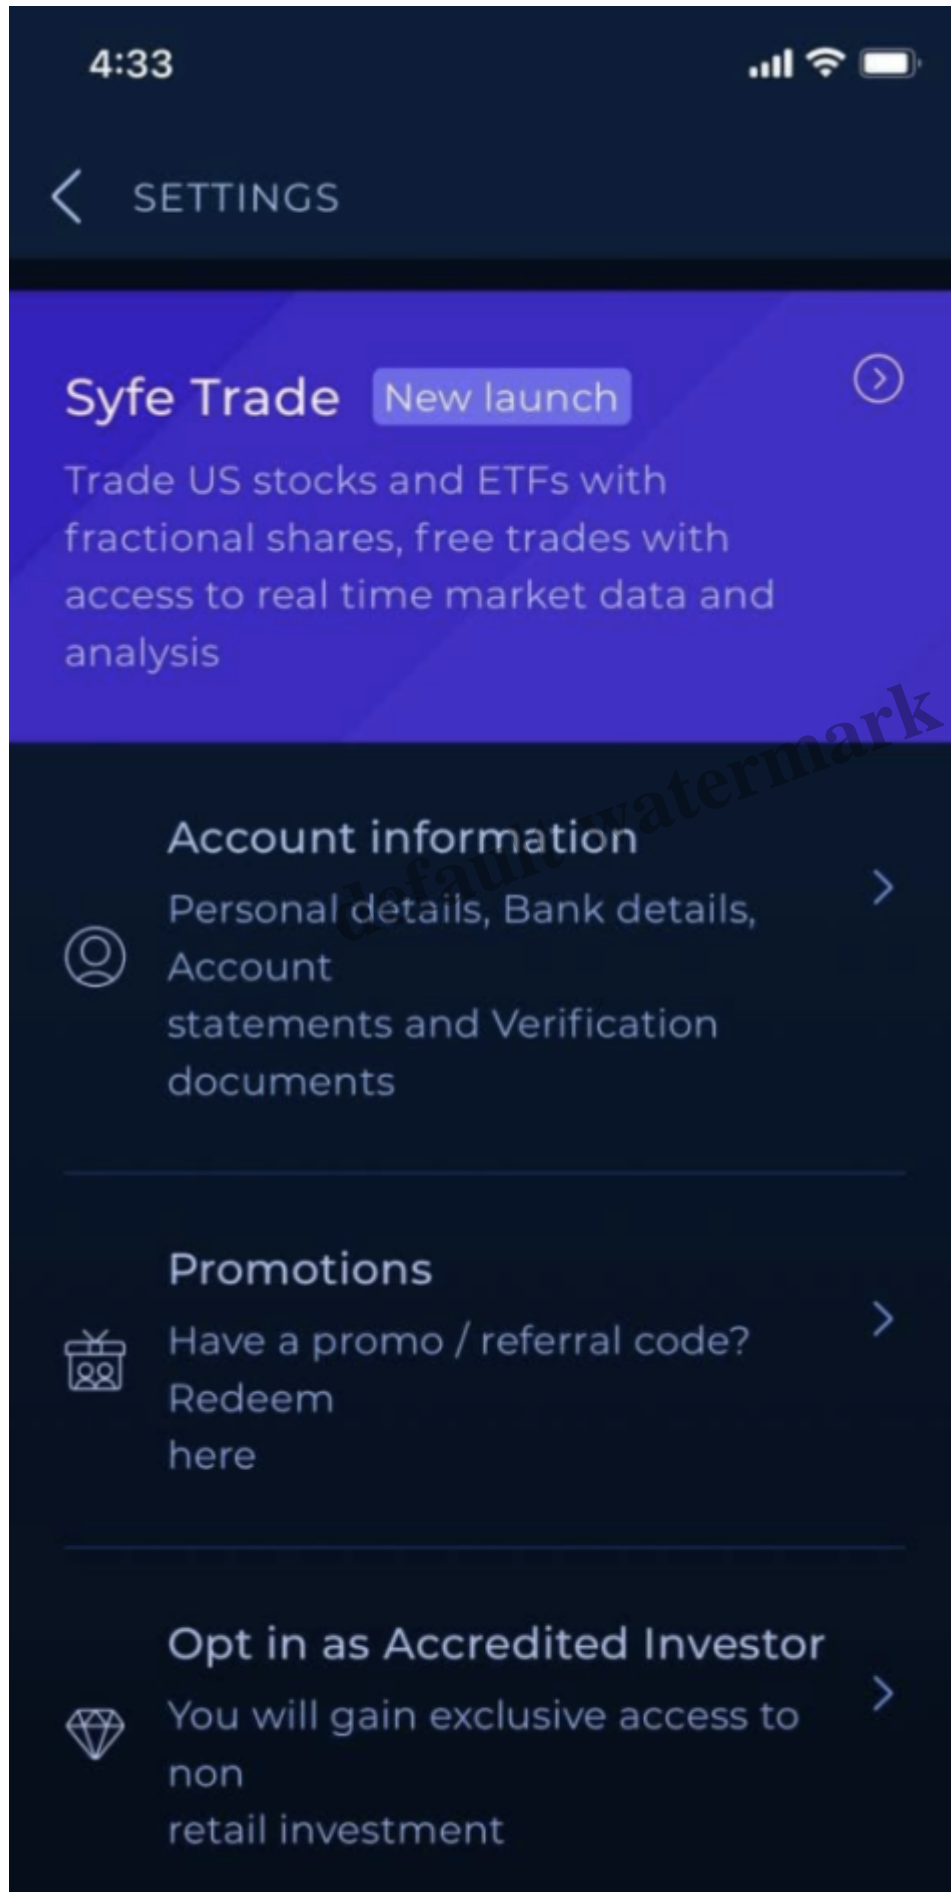 4:33
SETTINGS
Syfe Trade New launch
Trade US stocks and ETFs with
fractional shares, free trades with
access to real time market data and
analysis
default watermark
Account information
Personal details, Bank details,
Account
statements and Verification
documents
Promotions
Have a promo / referral code?
Redeem
here
Opt in as Accredited Investor
You will gain exclusive access to
non
retail investment